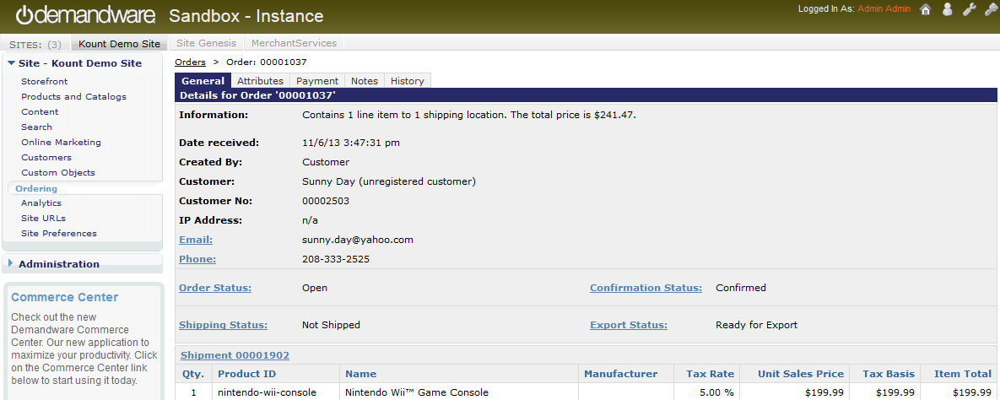 demandware Sandbox - Instance
Logged In As: Admin Admin
SITES: (3) Kount Demo Site Site Genesis MerchantServices
Site - Kount Demo Site
Storefront
Products and Catalogs
Content
Search
Online Marketing
Customers
Custom Objects
Ordering
Analytics
Site URLs
Site Preferences
Administration
Commerce Center
Check out the new
Demandware Commerce
Center. Our new application to
maximize your productivity. Click
on the Commerce Center link
below to start using it today.
Orders > Order: 00001037
General Attributes Payment Notes History
Details for Order '00001037'
Information: Contains 1 line item to 1 shipping location. The total price is $241.47.
Date received: 11/6/13 3:47:31 pm
Created By: Customer
Customer: Sunny Day (unregistered customer)
Customer No: 00002503
IP Address: n/a
Email: sunny.day@yahoo.com
Phone: 208-333-2525
Order Status: Open Confirmation Status: Confirmed
Shipping Status: Not Shipped Export Status: Ready for Export
Shipment 00001902
Qty. Product ID Name Manufacturer Tax Rate Unit Sales Price Tax Basis Item Total
1 nintendo-wii-console Nintendo Wii™ Game Console 5.00 % $199.99 $199.99 $199.99